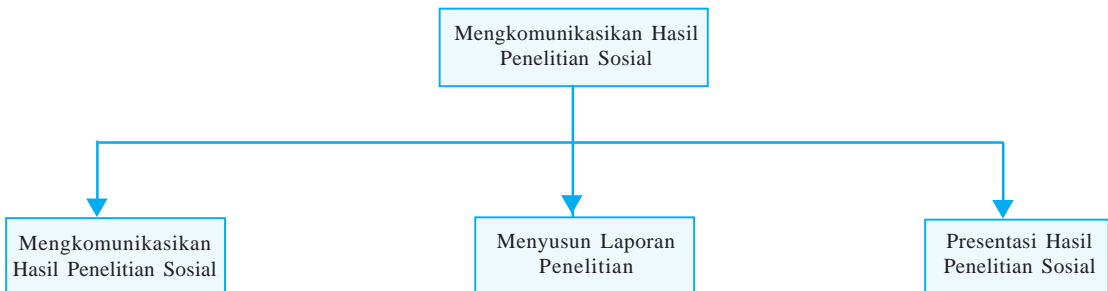 Mengkomunikasikan Hasil
Penelitian Sosial
Mengkomunikasikan
Hasil Penelitian Sosial
Menyusun Laporan
Penelitian
Presentasi Hasil
Penelitian Sosial